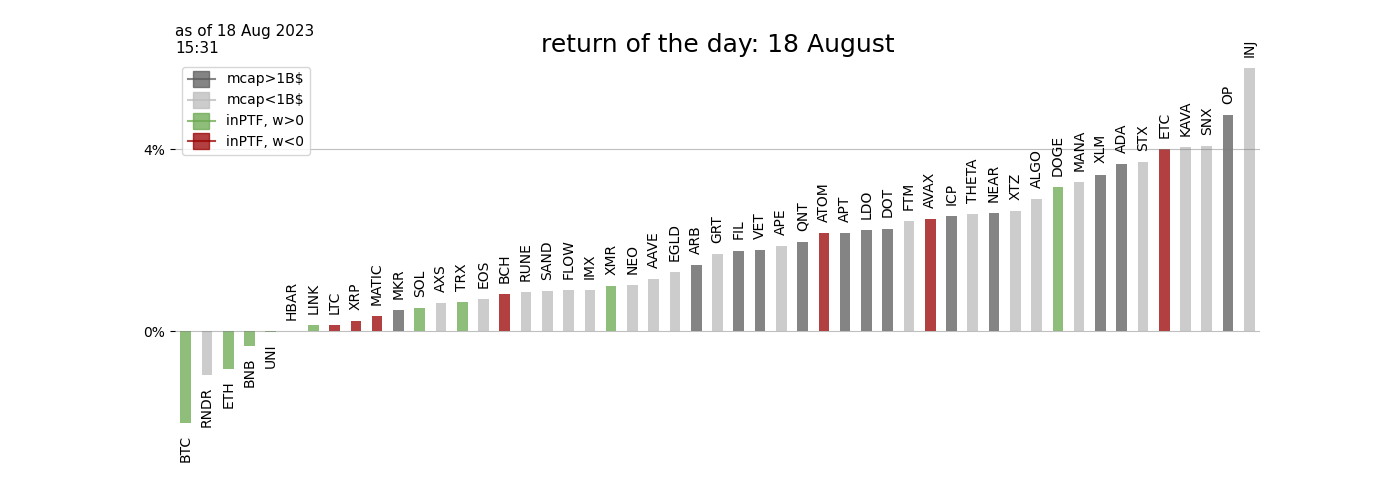 as of 18 Aug 2023
15:31
return of the day: 18 August
mcap>1B$
mcap<1B$
inPTF, w>0
inPTF, w<0
4%
0%
BTC
RNDR
ETH
BNB
UNI
HBAR
LINK
LTC
XRP
MATIC
MKR
SOL
AXS
TRX
EOS
BCH
RUNE
SAND
FLOW
IMX
XMR
NEO
AAVE
EGLD
ARB
GRT
FIL
VET
APE
QNT
ATOM
APT
LDO
DOT
FTM
AVAX
ICP
THETA
NEAR
XTZ
ALGO
DOGE
MANA
XLM
ADA
STX
ETC
KAVA
SNX
OP
INJ